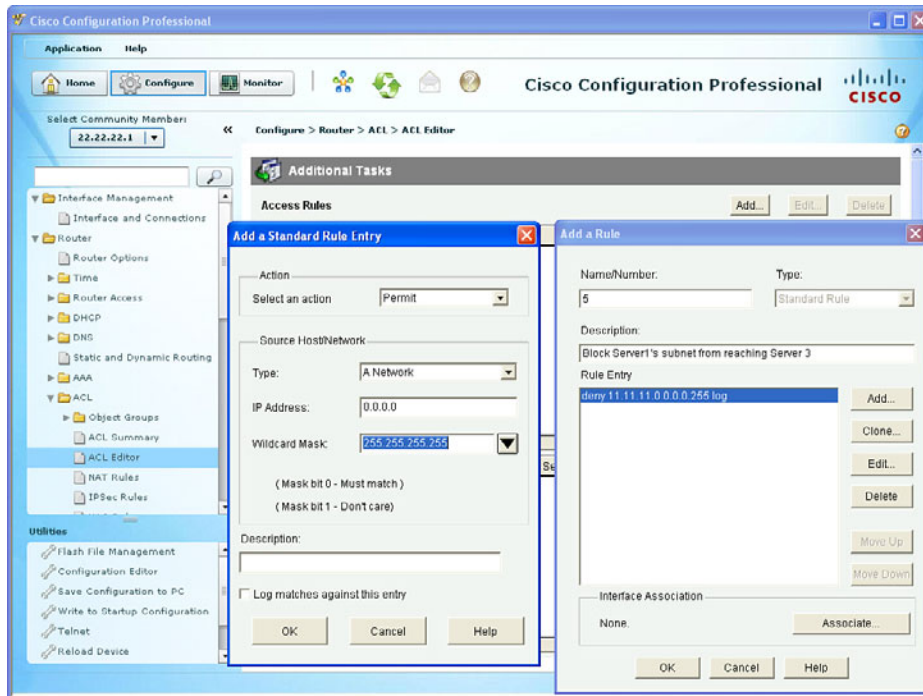 Cisco Configuration Professional
Application Help
Home Configure Monitor
Cisco Configuration Professional
CISCO
Select Community Member:
22.22.22.1
«
Configure > Router > ACL > ACL Editor
Interface Management
Interface and Connections
Router
Router Options
Time
Router Access
DHCP
DNS
Static and Dynamic Routing
AAA
ACL
Object Groups
ACL Summary
ACL Editor
NAT Rules
IPSec Rules
Utilities
Flash File Management
Configuration Editor
Save Configuration to PC
Write to Startup Configuration
Telnet
Reload Device
Additional Tasks
Access Rules
Add... Edit... Delete
Add a Standard Rule Entry
Action
Select an action Permit
Source Host/Network
Type: A Network
IP Address: 0.0.0.0
Wildcard Mask: 255.255.255.255
( Mask bit 0 - Must match )
( Mask bit 1 - Don't care)
Description:
Log matches against this entry
OK Cancel Help
Se
Add a Rule
Name/Number: Type:
5 Standard Rule
Description:
Block Server1's subnet from reaching Server 3
Rule Entry
deny 11.11.11.0 0.0.0.255 log
Add...
Clone...
Edit...
Delete
Move Up
Move Down
Interface Association
None. Associate...
OK Cancel Help